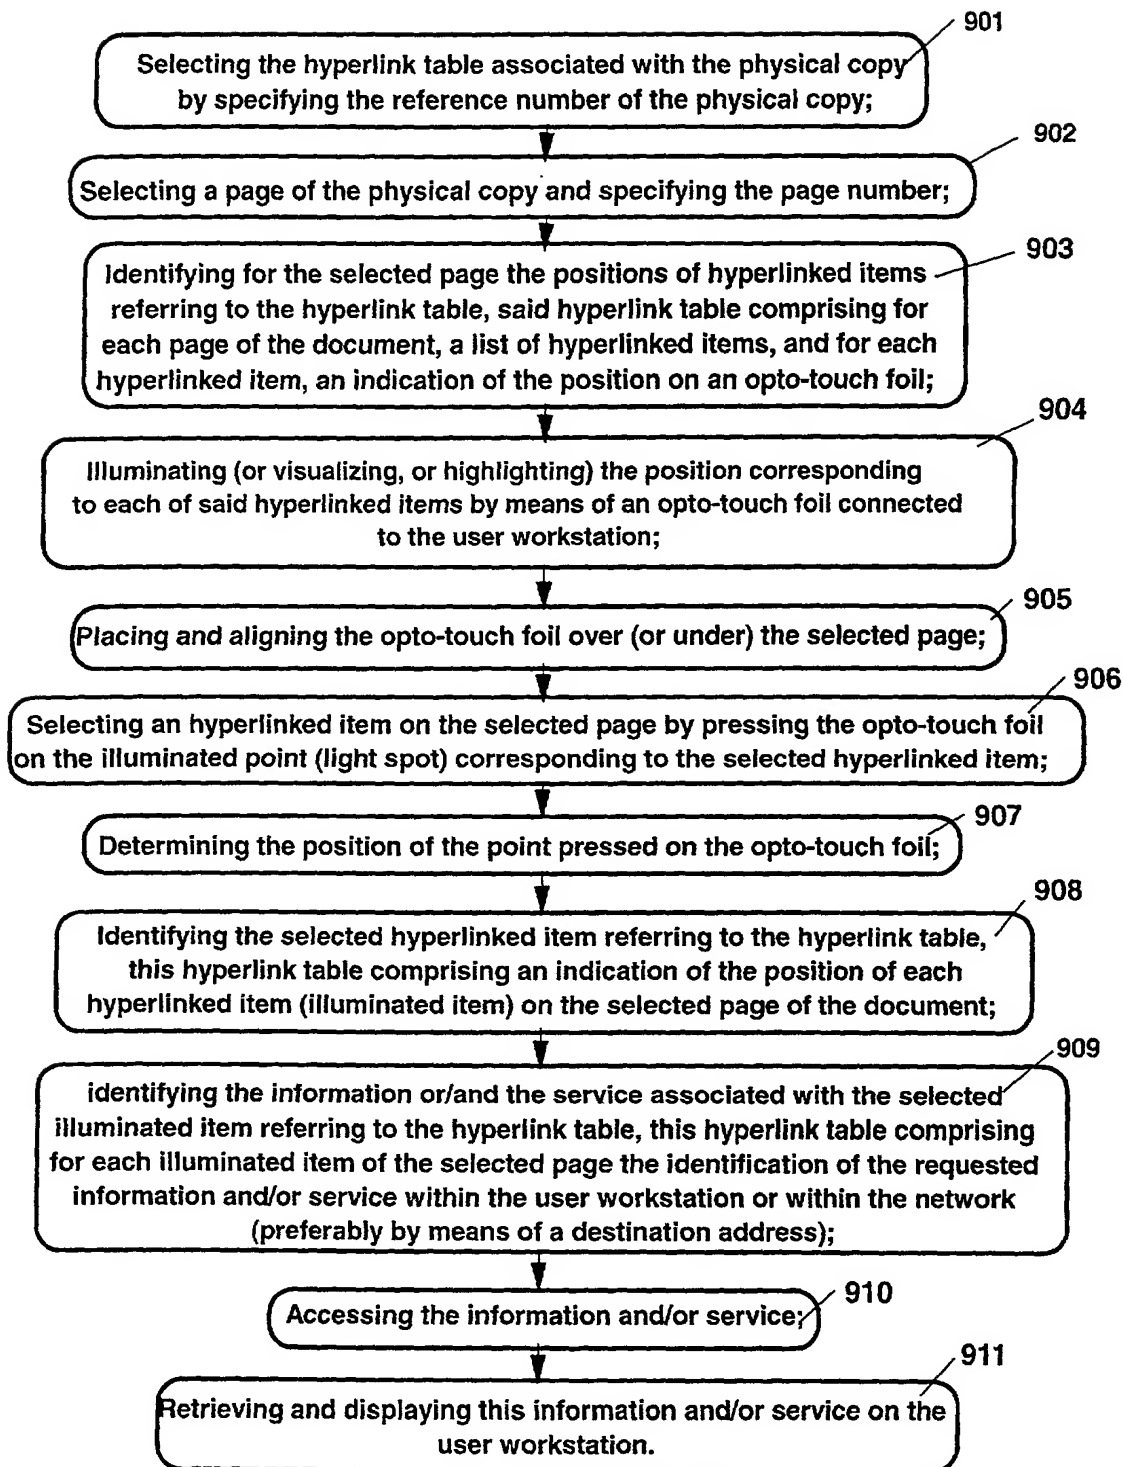 901
Selecting the hyperlink table associated with the physical copy
by specifying the reference number of the physical copy;
902
Selecting a page of the physical copy and specifying the page number;
903
Identifying for the selected page the positions of hyperlinked items
referring to the hyperlink table, said hyperlink table comprising for
each page of the document, a list of hyperlinked items, and for each
hyperlinked item, an indication of the position on an opto-touch foil;
904
Illuminating (or visualizing, or highlighting) the position corresponding
to each of said hyperlinked items by means of an opto-touch foil connected
to the user workstation;
905
Placing and aligning the opto-touch foil over (or under) the selected page;
906
Selecting an hyperlinked item on the selected page by pressing the opto-touch foil
on the illuminated point (light spot) corresponding to the selected hyperlinked item;
907
Determining the position of the point pressed on the opto-touch foil;
908
Identifying the selected hyperlinked item referring to the hyperlink table,
this hyperlink table comprising an indication of the position of each
hyperlinked item (illuminated item) on the selected page of the document;
909
identifying the information or/and the service associated with the selected
illuminated item referring to the hyperlink table, this hyperlink table comprising
for each illuminated item of the selected page the identification of the requested
information and/or service within the user workstation or within the network
(preferably by means of a destination address);
910
Accessing the information and/or service;
911
Retrieving and displaying this information and/or service on the
user workstation.